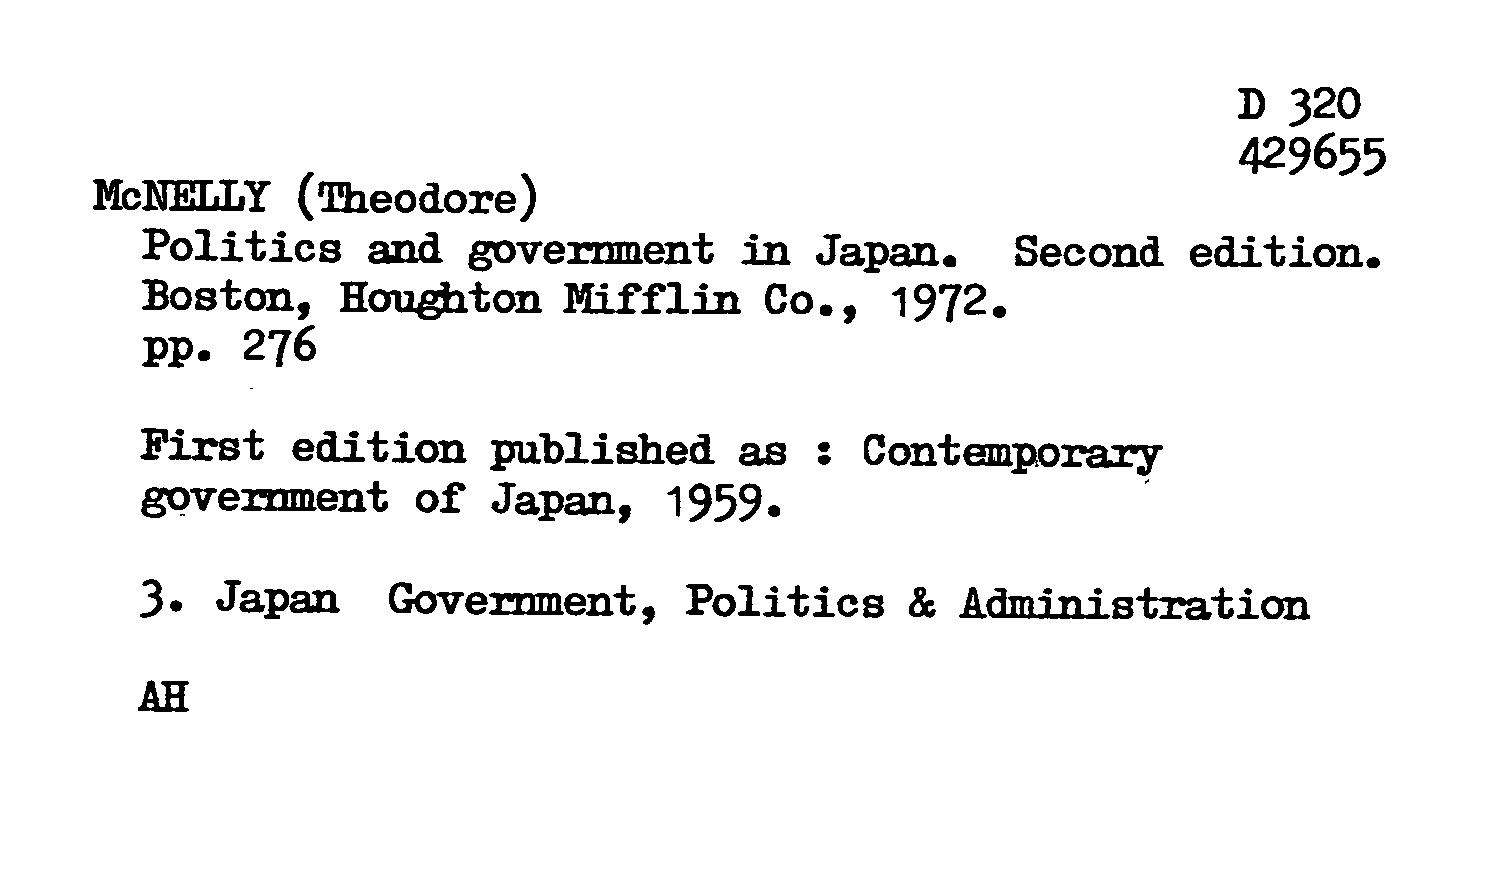 D 320
429655
McNELLY (Theodore)
Politics and government in Japan. Second edition.
Boston, Houghton Mifflin Co., 1972.
pp. 276
First edition published as : Contemporary
government of Japan, 1959.
3. Japan Government, Politics & Administration
AH